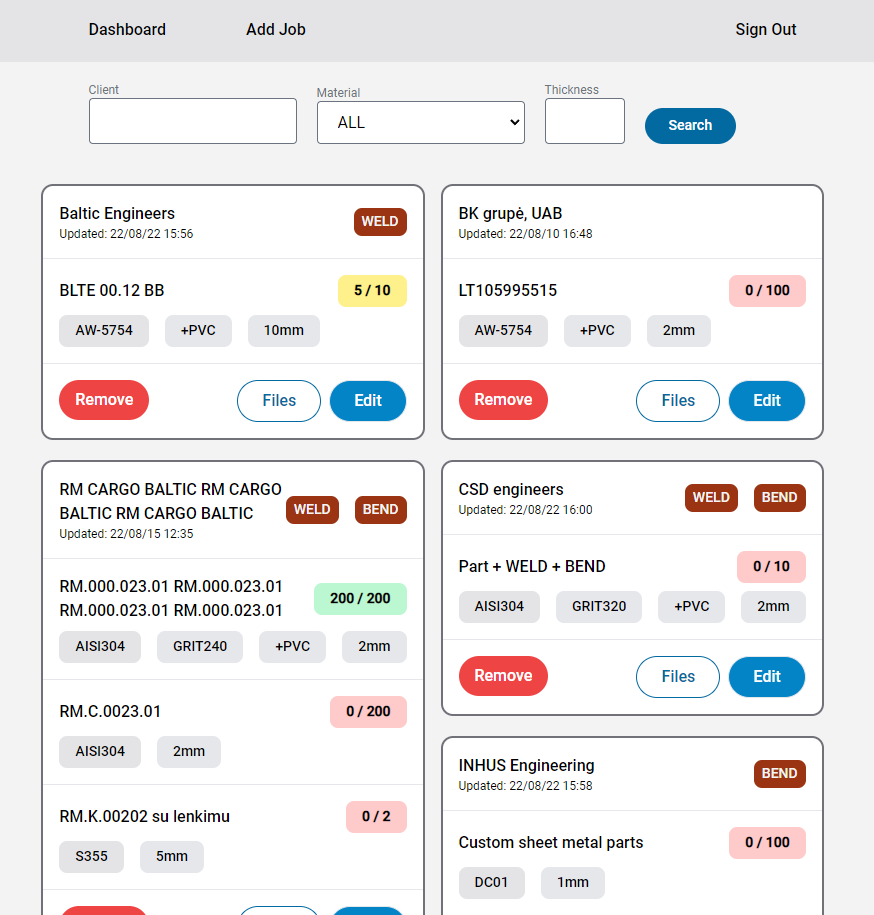 Dashboard
Add Job
Sign Out
Client
Material
Thickness
ALL
Search
Baltic Engineers
Updated: 22/08/22 15:56
WELD
BLTE 00.12 BB
5 / 10
AW-5754
+PVC
10mm
Remove
Files
Edit
BK grupė, UAB
Updated: 22/08/10 16:48
LT105995515
0 / 100
AW-5754
+PVC
2mm
Remove
Files
Edit
RM CARGO BALTIC RM CARGO
BALTIC RM CARGO BALTIC
Updated: 22/08/15 12:35
WELD
BEND
RM.000.023.01 RM.000.023.01
RM.000.023.01 RM.000.023.01
200 / 200
AISI304
GRIT240
+PVC
2mm
RM.C.0023.01
0 / 200
AISI304
2mm
RM.K.00202 su lenkimu
0 / 2
S355
5mm
CSD engineers
Updated: 22/08/22 16:00
WELD
BEND
Part + WELD + BEND
0 / 10
AISI304
GRIT320
+PVC
2mm
Remove
Files
Edit
INHUS Engineering
Updated: 22/08/22 15:58
BEND
Custom sheet metal parts
0 / 100
DC01
1mm